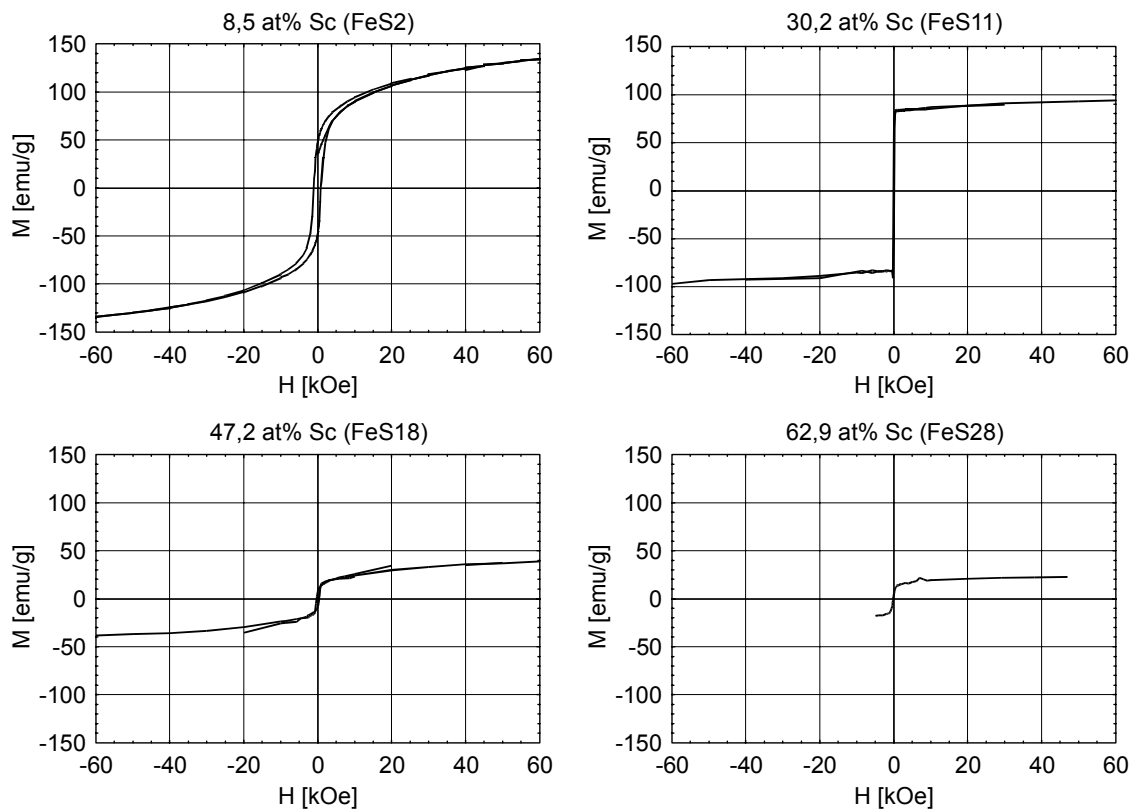 8,5 at% Sc (FeS2)
150
100
50
0
-50
-100
-150
M [emu/g]
-60 -40 -20 0 20 40 60
H [kOe]
30,2 at% Sc (FeS11)
150
100
50
0
-50
-100
-150
M [emu/g]
-60 -40 -20 0 20 40 60
H [kOe]
47,2 at% Sc (FeS18)
150
100
50
0
-50
-100
-150
M [emu/g]
-60 -40 -20 0 20 40 60
H [kOe]
62,9 at% Sc (FeS28)
150
100
50
0
-50
-100
-150
M [emu/g]
-60 -40 -20 0 20 40 60
H [kOe]